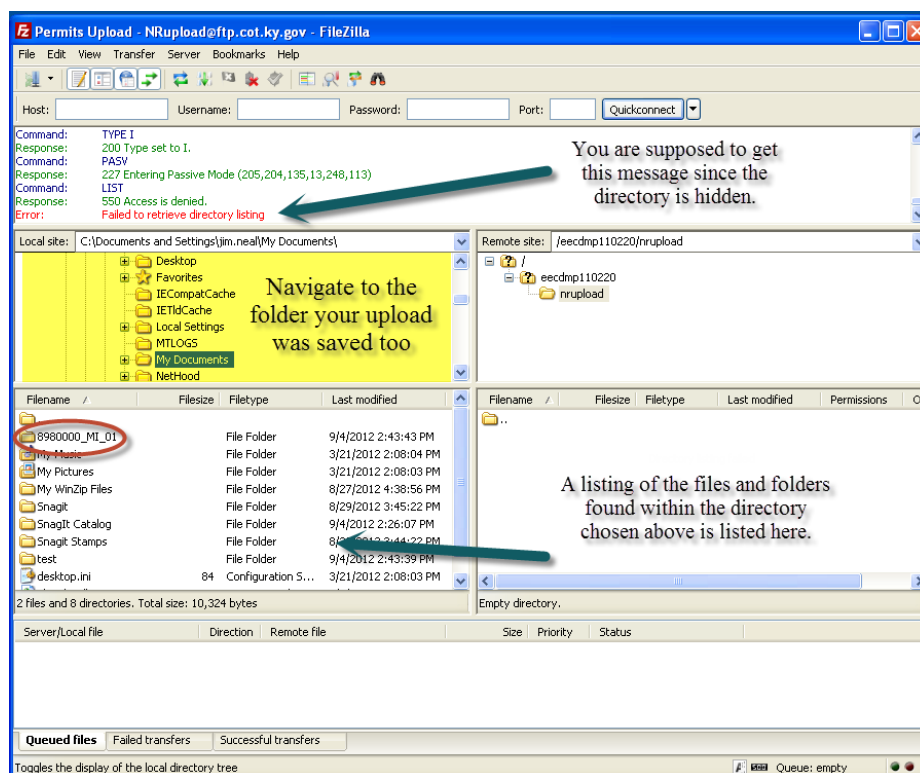 Permits Upload - NRupload@ftp.cot.ky.gov - FileZilla
File Edit View Transfer Server Bookmarks Help
Host: Username: Password: Port: Quickconnect
Command: TYPE I
Response: 200 Type set to I.
Command: PASV
Response: 227 Entering Passive Mode (205,204,135,13,248,113)
Command: LIST
Response: 550 Access is denied.
Error: Failed to retrieve directory listing
You are supposed to get
this message since the
directory is hidden.
Local site: C:\Documents and Settings\jim.neal\My Documents\
Desktop
Favorites
IECompatCache
IETldCache
Local Settings
MTLOGS
My Documents
NetHood
Navigate to the
folder your upload
was saved too
Remote site: /eecdmp110220/nrupload
/
eecdmp110220
nrupload
Filename Filesize Filetype Last modified
..
8980000_MI_01 File Folder 9/4/2012 2:43:43 PM
My Music File Folder 3/21/2012 2:08:04 PM
My Pictures File Folder 3/21/2012 2:08:03 PM
My WinZip Files File Folder 8/27/2012 4:38:56 PM
Snagit File Folder 8/29/2012 3:45:22 PM
SnagIt Catalog File Folder 9/4/2012 2:26:07 PM
Snagit Stamps File Folder 2:44:22 PM
test File Folder 9/4/2012 2:43:39 PM
desktop.ini 84 Configuration S... 3/21/2012 2:08:03 PM
2 files and 8 directories. Total size: 10,324 bytes
Filename Filesize Filetype Last modified Permissions O
..
A listing of the files and folders
found within the directory
chosen above is listed here.
Empty directory.
Server/Local file Direction Remote file Size Priority Status
Queued files Failed transfers Successful transfers
Toggles the display of the local directory tree
Queue: empty